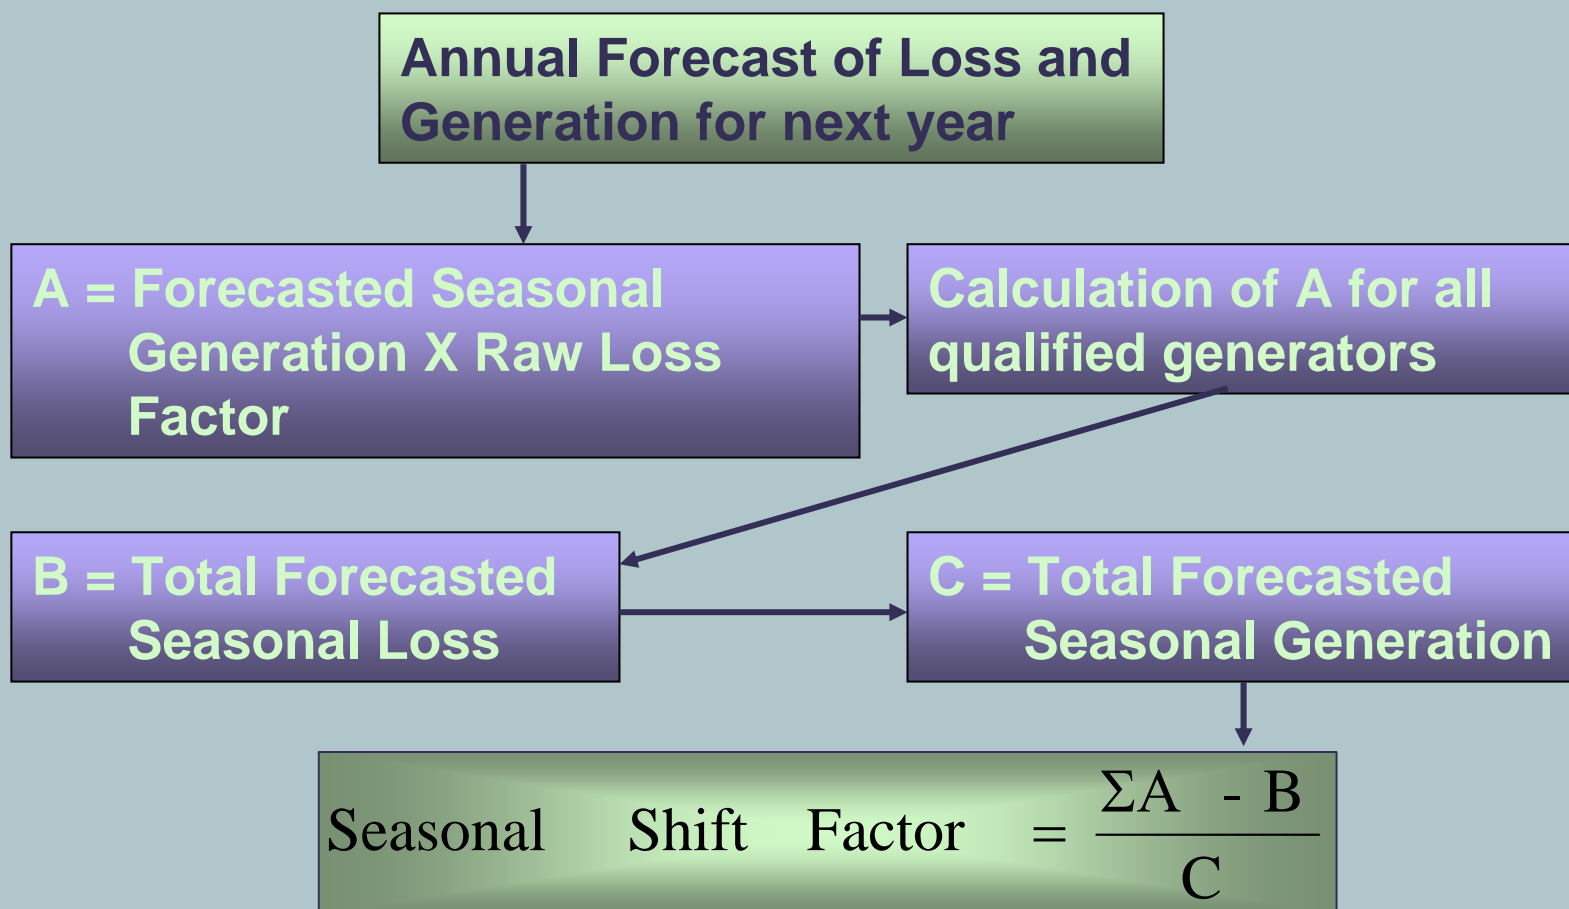 Annual Forecast of Loss and
Generation for next year
A = Forecasted Seasonal
Generation X Raw Loss
Factor
Calculation of A for all
qualified generators
B = Total Forecasted
Seasonal Loss
C = Total Forecasted
Seasonal Generation
Seasonal Shift Factor = ΣA - B
C